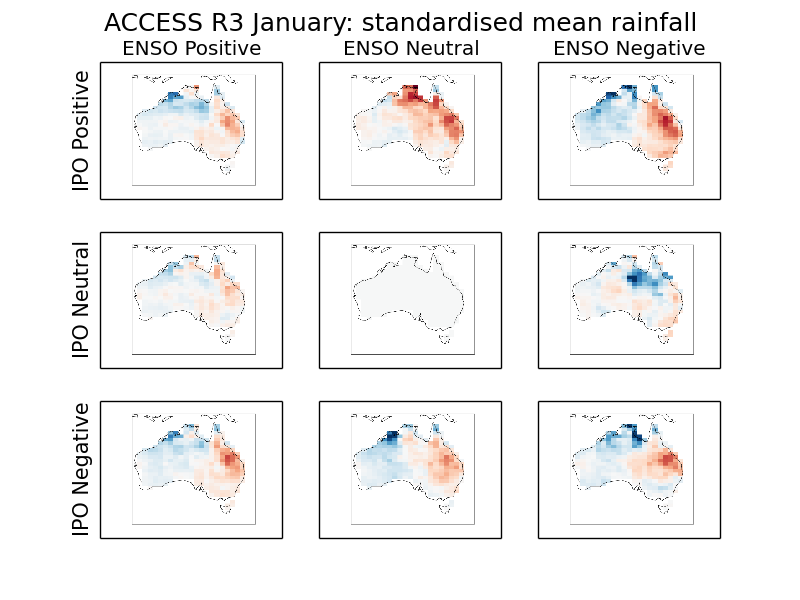 ACCESS R3 January: standardised mean rainfall
ENSO Positive
ENSO Neutral
ENSO Negative
IPO Positive
IPO Neutral
IPO Negative